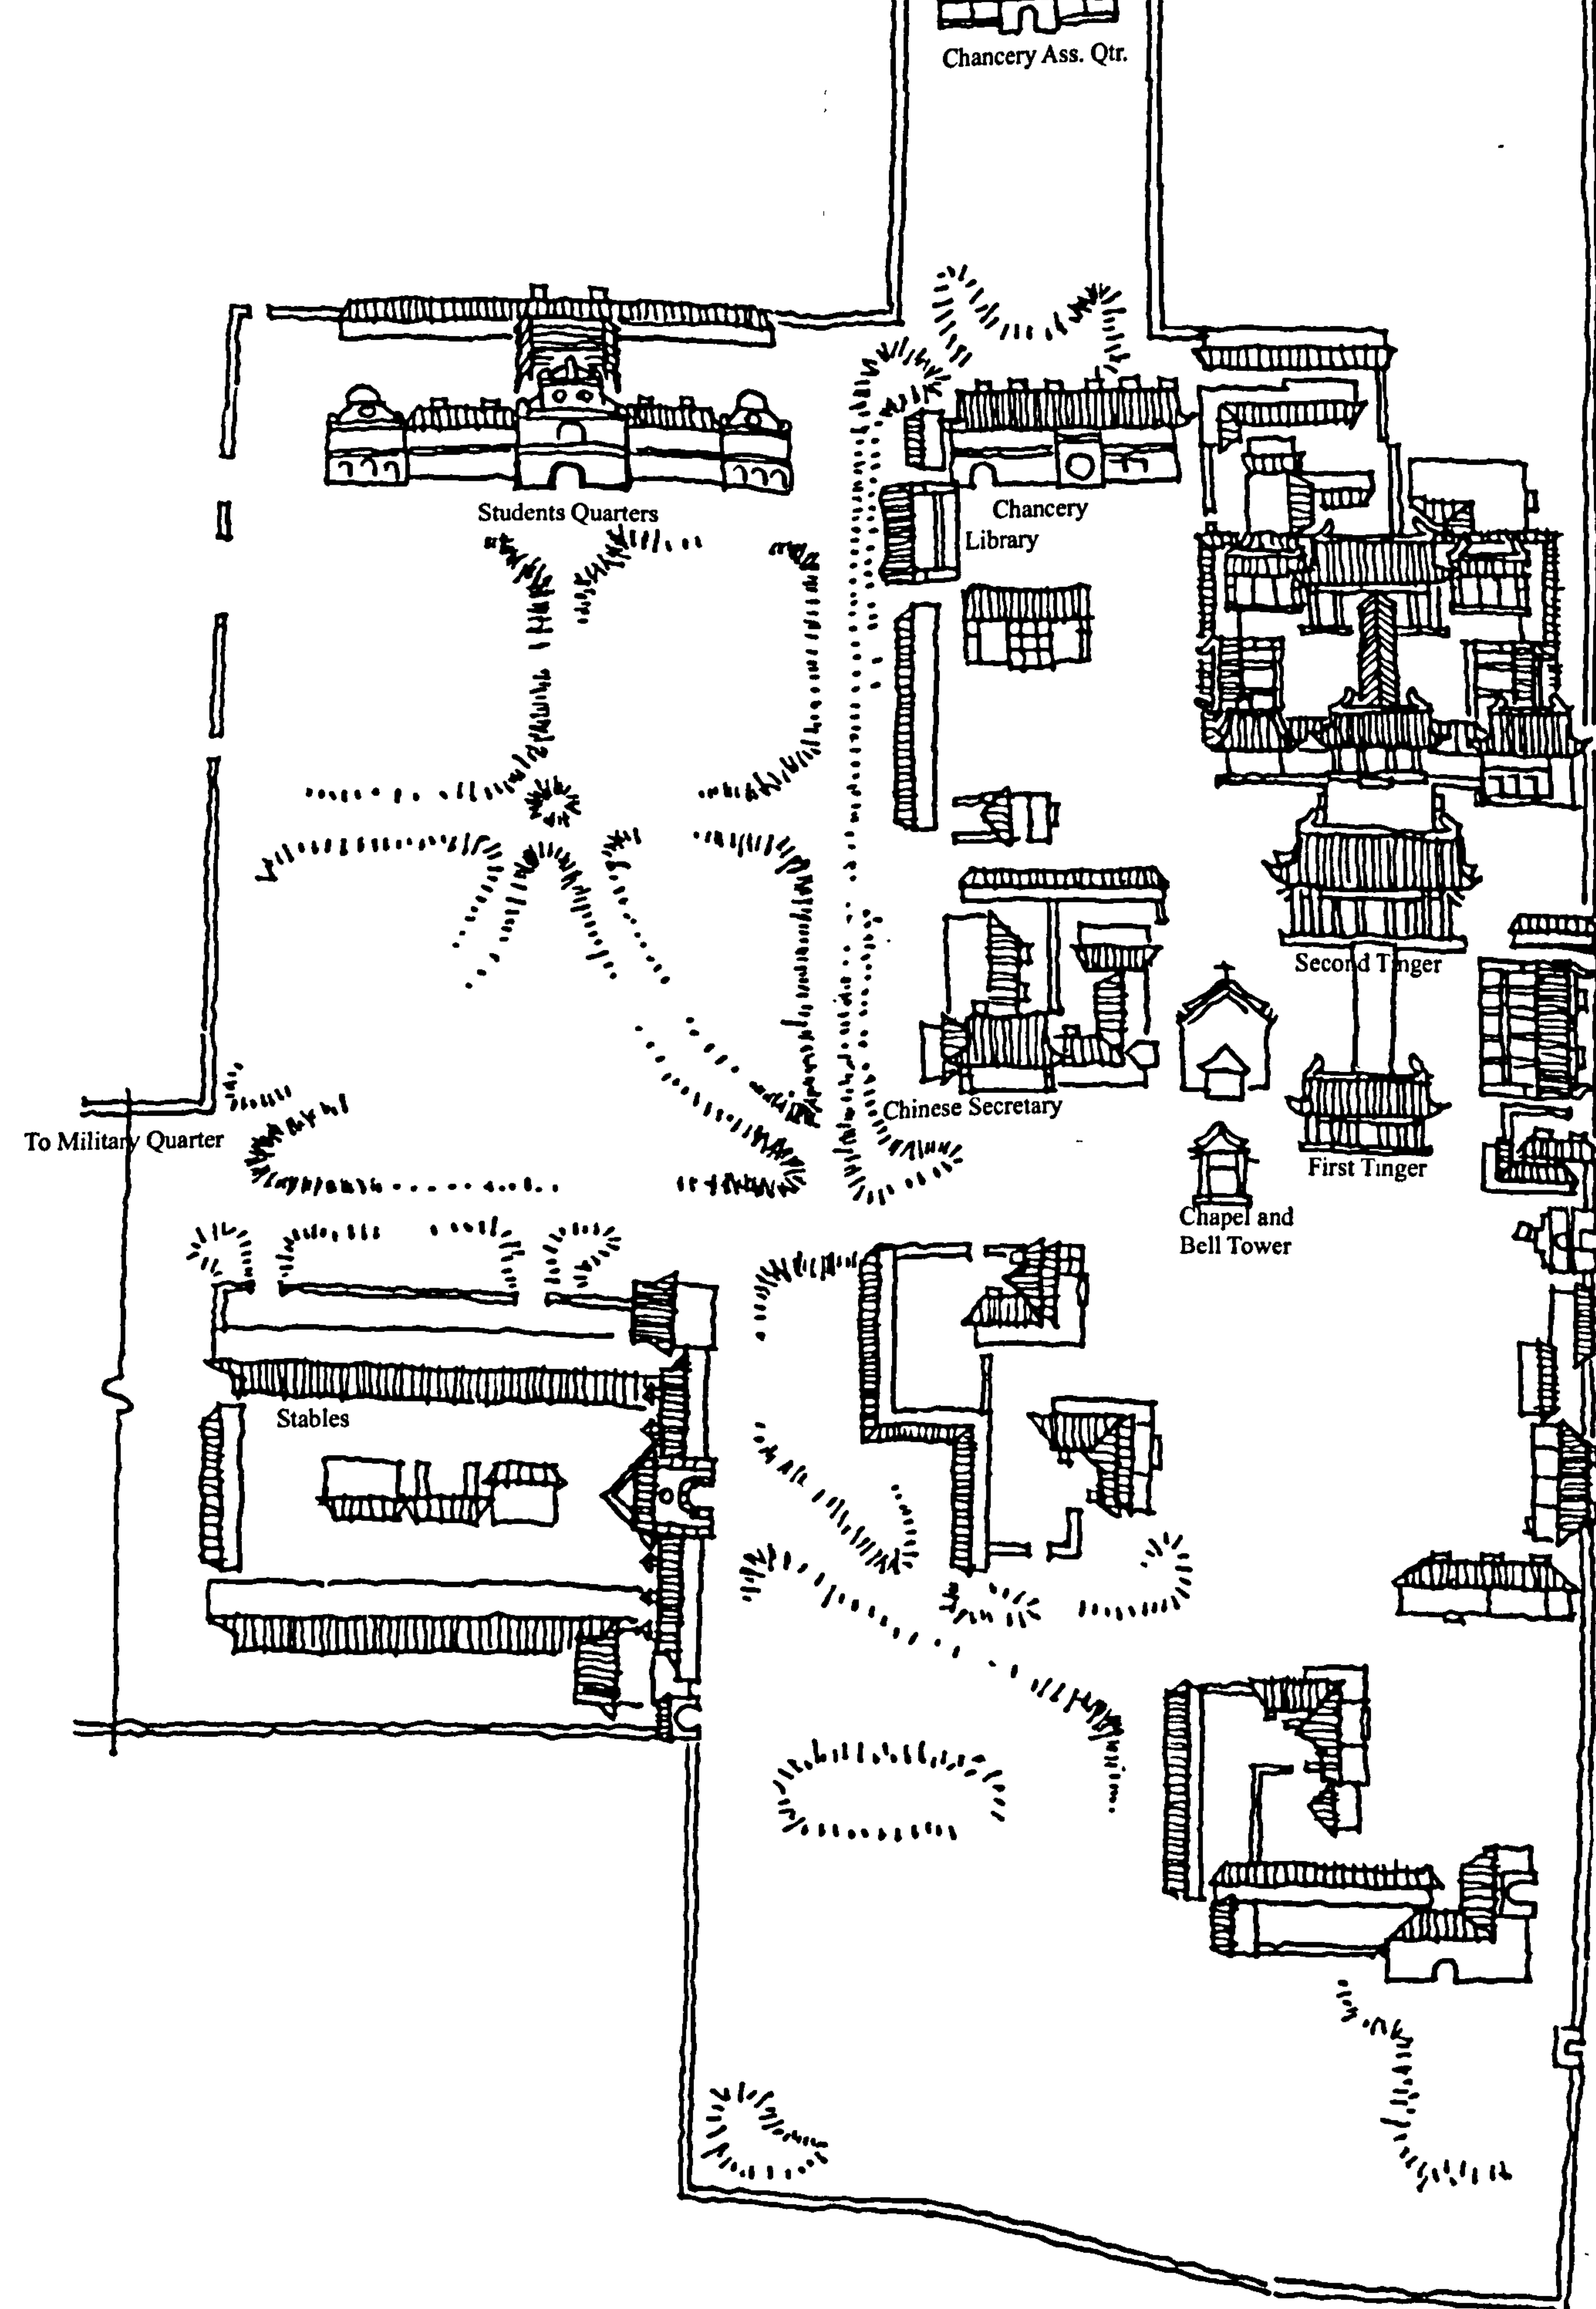 Chancery Ass. Qtr.
Students Quarters
Chancery
Library
Second Tinger
Chinese Secretary
To Military Quarter
First Tinger
Chapel and
Bell Tower
Stables